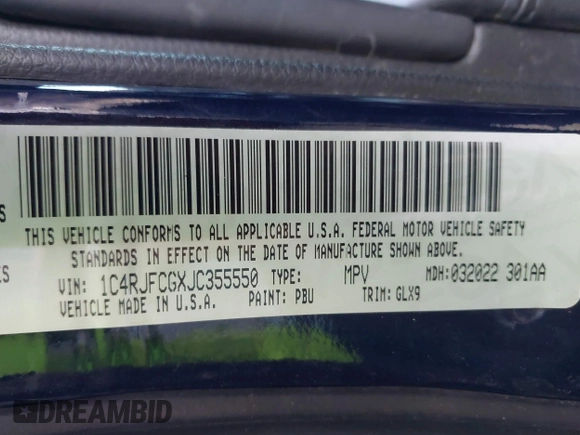 THIS VEHICLE CONFORMS TO ALL APPLICABLE U.S.A. FEDERAL MOTOR VEHICLE SAFETY
STANDARDS IN EFFECT ON THE DATE OF MANUFACTURE SHOWN ABOVE.
VIN: 1C4RJFCGXJC355550 TYPE: MPV MDH:032022 301AA
VEHICLE MADE IN U.S.A. PAINT: PBU TRIM: GLX9
DREAMBID